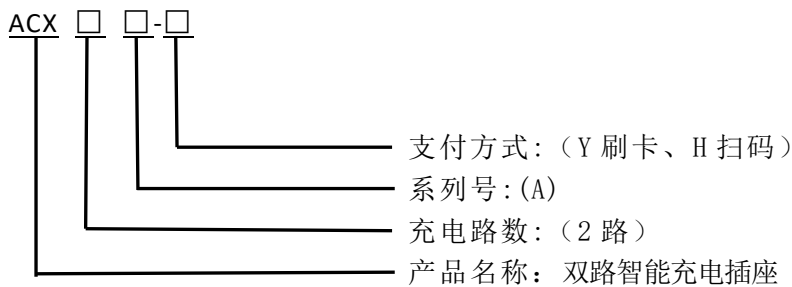 ACX □ □-□
支付方式:（Y 刷卡、H 扫码）
系列号:(A)
充电路数:（2 路）
产品名称：双路智能充电插座